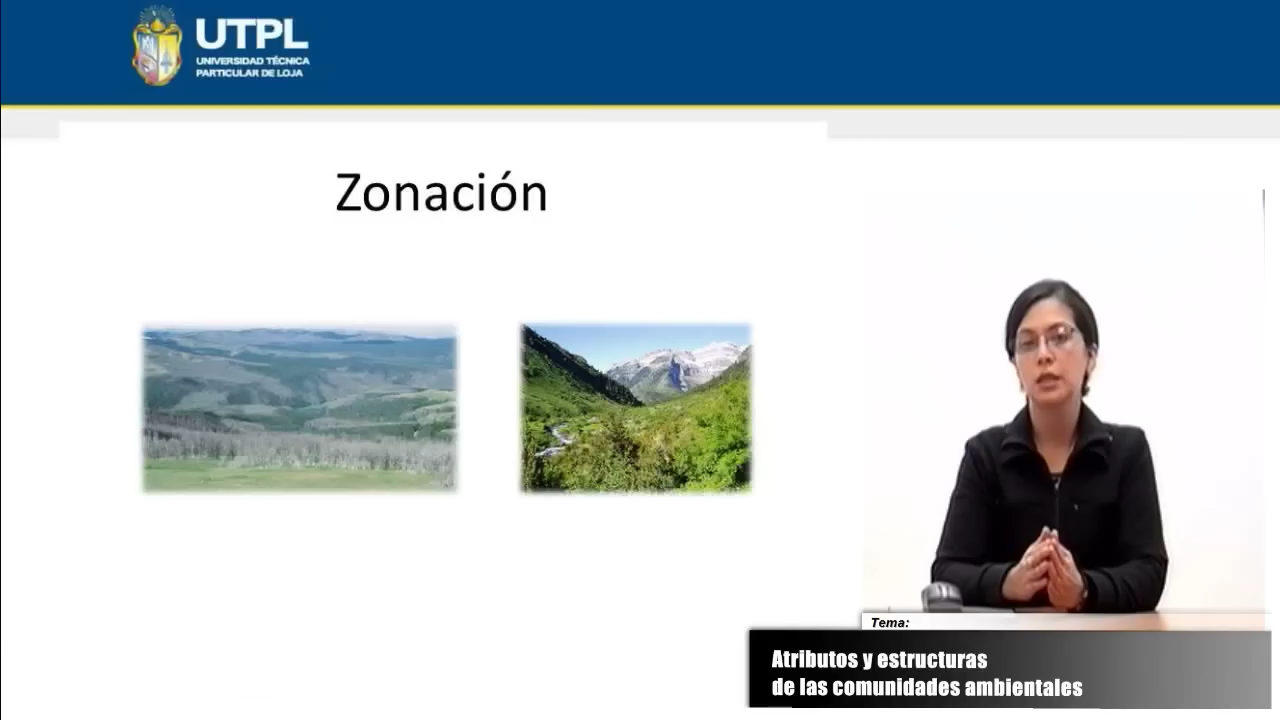 UTPL
UNIVERSIDAD TÉCNICA
PARTICULAR DE LOJA
Zonación
Tema:
Atributos y estructuras
de las comunidades ambientales